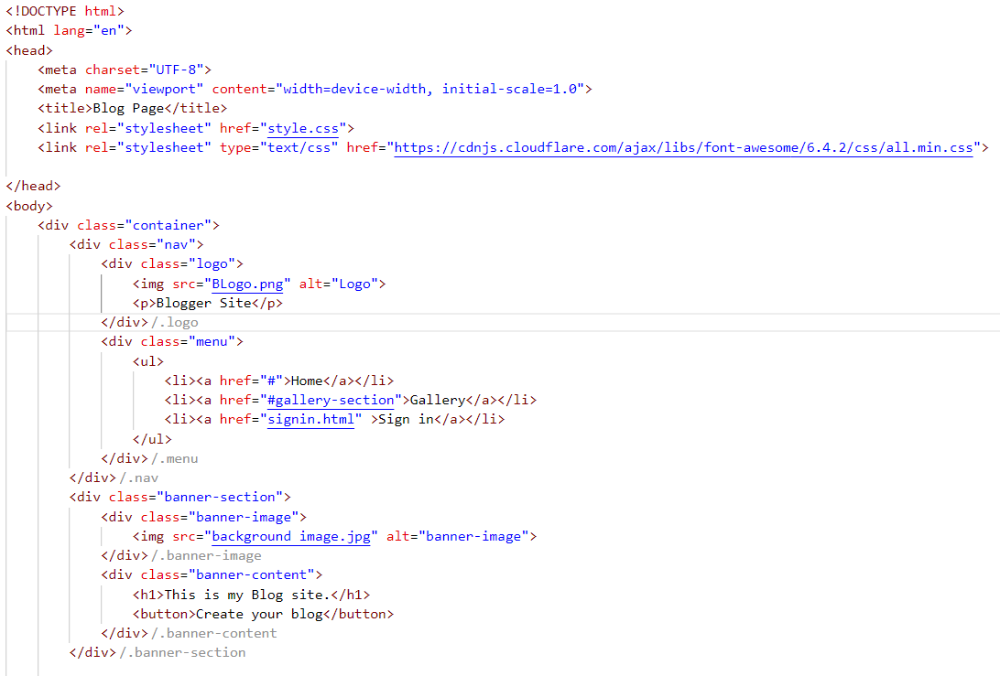 <!DOCTYPE html>
<html lang="en">
<head>
    <meta charset="UTF-8">
    <meta name="viewport" content="width=device-width, initial-scale=1.0">
    <title>Blog Page</title>
    <link rel="stylesheet" href="style.css">
    <link rel="stylesheet" type="text/css" href="https://cdnjs.cloudflare.com/ajax/libs/font-awesome/6.4.2/css/all.min.css">
</head>
<body>
    <div class="container">
        <div class="nav">
            <div class="logo">
                <img src="BLogo.png" alt="Logo">
                <p>Blogger Site</p>
            </div>/.logo
            <div class="menu">
                <ul>
                    <li><a href="#">Home</a></li>
                    <li><a href="#gallery-section">Gallery</a></li>
                    <li><a href="signin.html" >Sign in</a></li>
                </ul>
            </div>/.menu
        </div>/.nav
        <div class="banner-section">
            <div class="banner-image">
                <img src="background image.jpg" alt="banner-image">
            </div>/.banner-image
            <div class="banner-content">
                <h1>This is my Blog site.</h1>
                <button>Create your blog</button>
            </div>/.banner-content
        </div>/.banner-section